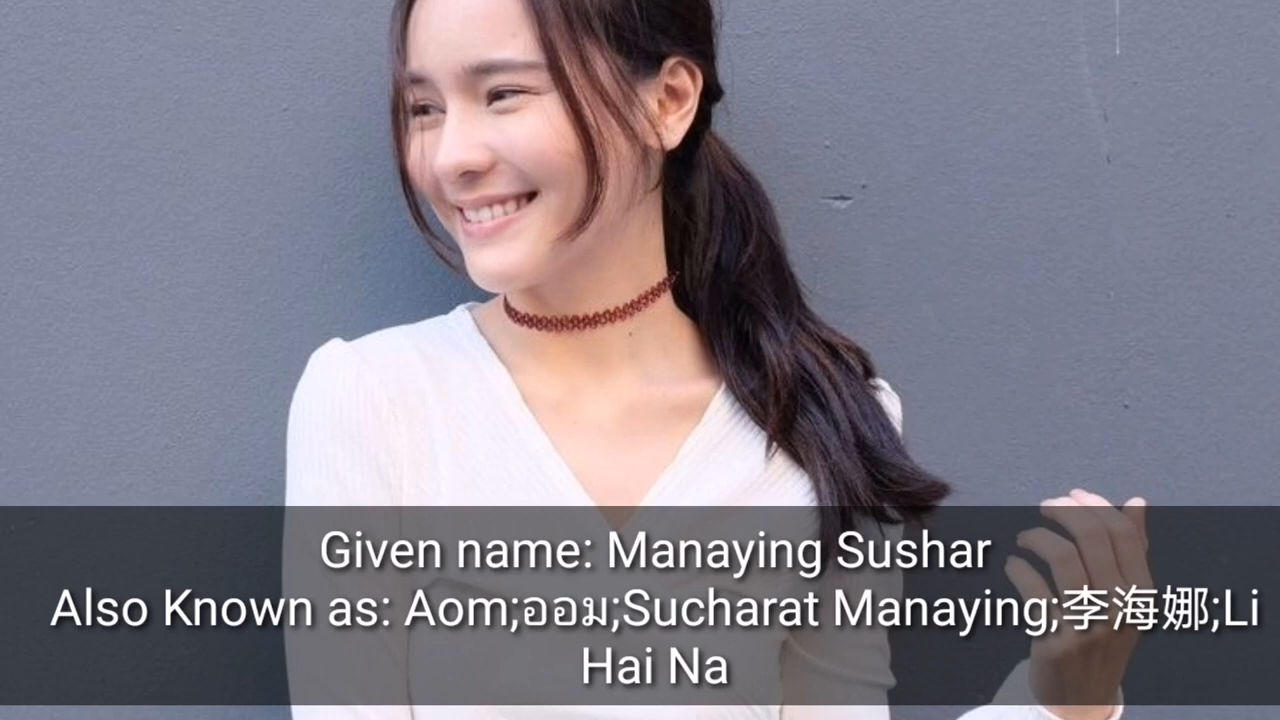 Given name: Manaying Sushar
Also Known as: Aom;ออม;Sucharat Manaying;李海娜;Li
Hai Na